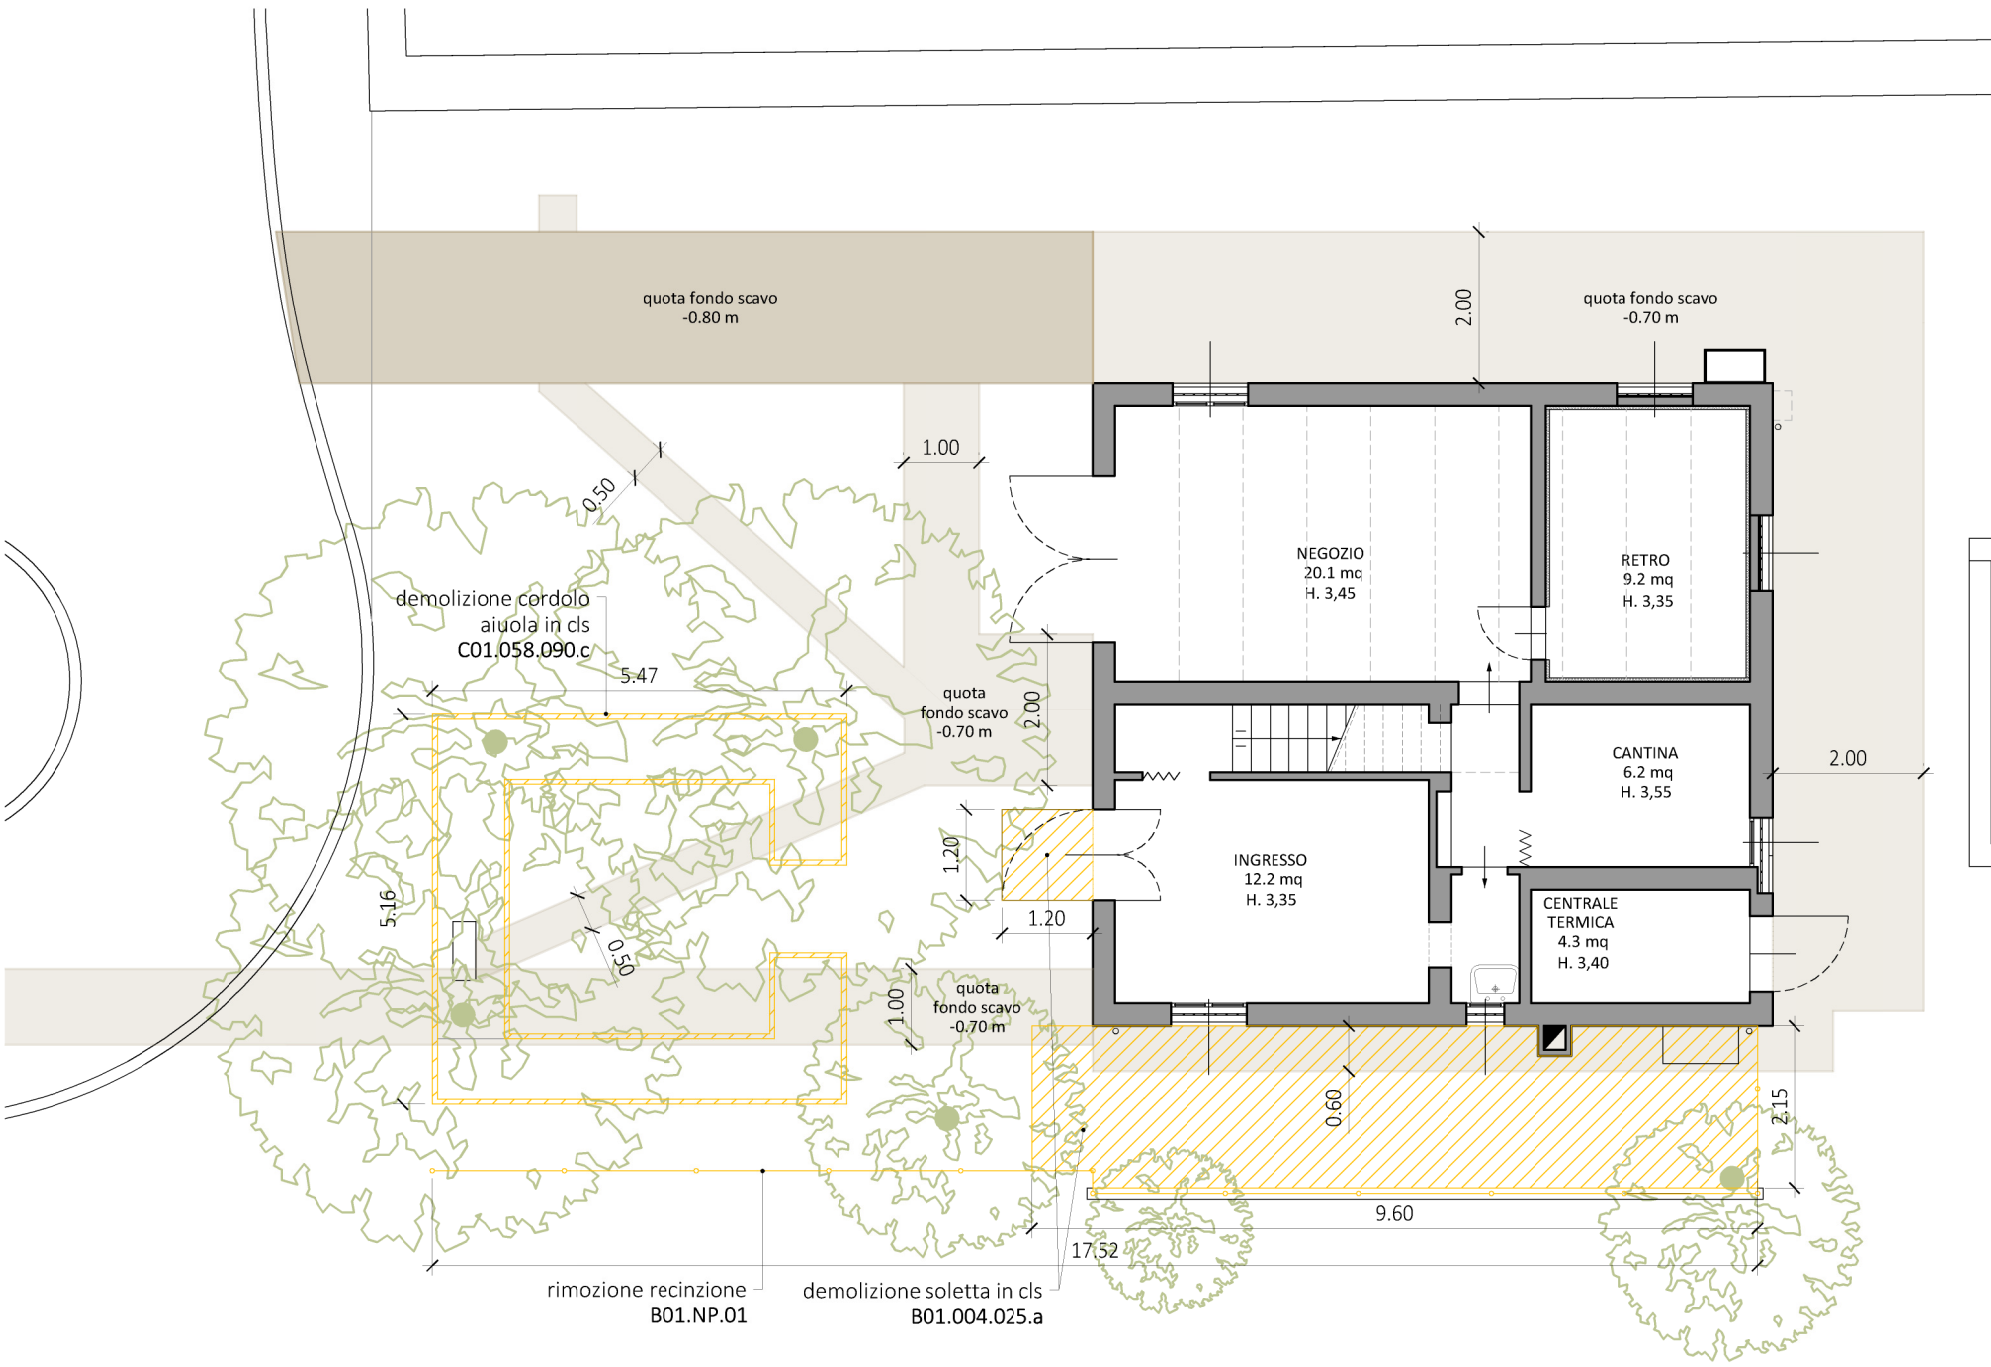 quota fondo scavo
-0.80 m
2.00
quota fondo scavo
-0.70 m
1.00
0.50
NEGOZIO
20.1 mq
H. 3,45
RETRO
9.2 mq
H. 3,35
demolizione cordolo
aiuola in cls
C01.058.090.c
5.47
quota
fondo scavo
-0.70 m
2.00
CANTINA
6.2 mq
H. 3,55
2.00
1.20
INGRESSO
12.2 mq
H. 3,35
5.16
1.20
CENTRALE
TERMICA
4.3 mq
H. 3,40
0.50
1.00
quota
fondo scavo
-0.70 m
0.60
2.15
9.60
17.52
rimozione recinzione
B01.NP.01
demolizione soletta in cls
B01.004.025.a